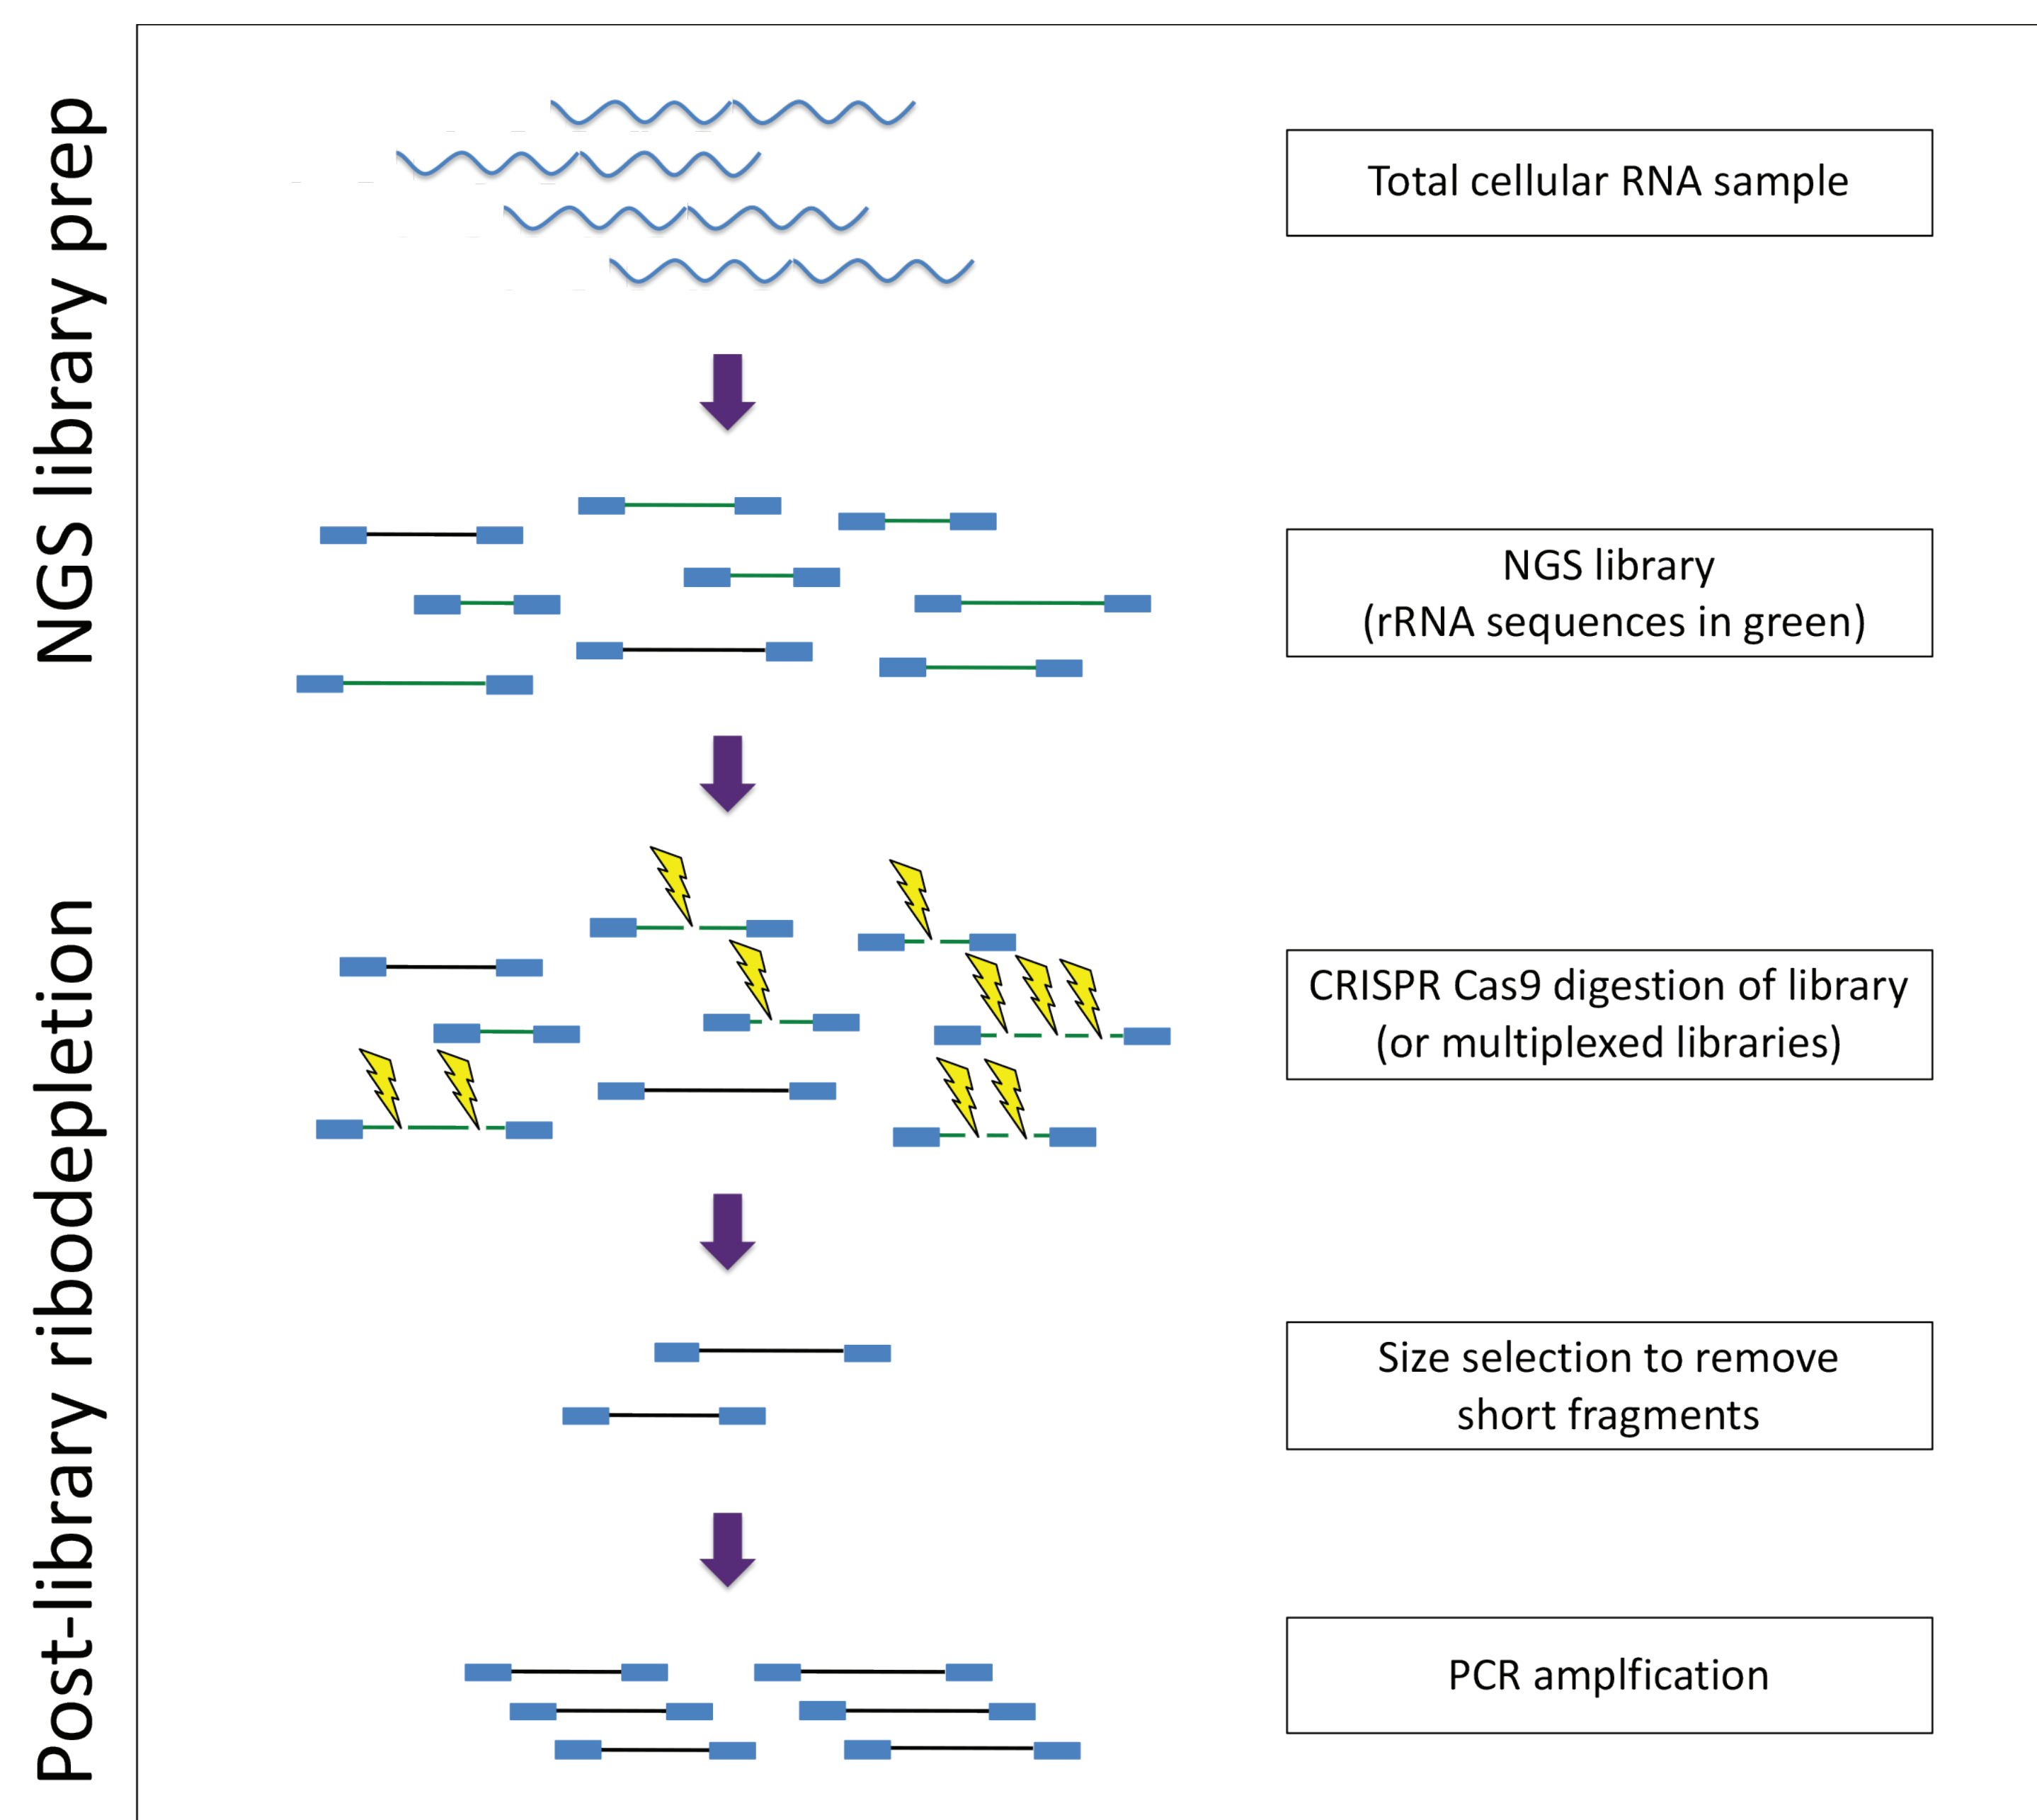 NGS library prep
Total cellular RNA sample
NGS library
(rRNA sequences in green)
Post-library ribodepletion
CRISPR Cas9 digestion of library
(or multiplexed libraries)
Size selection to remove
short fragments
PCR amplfication